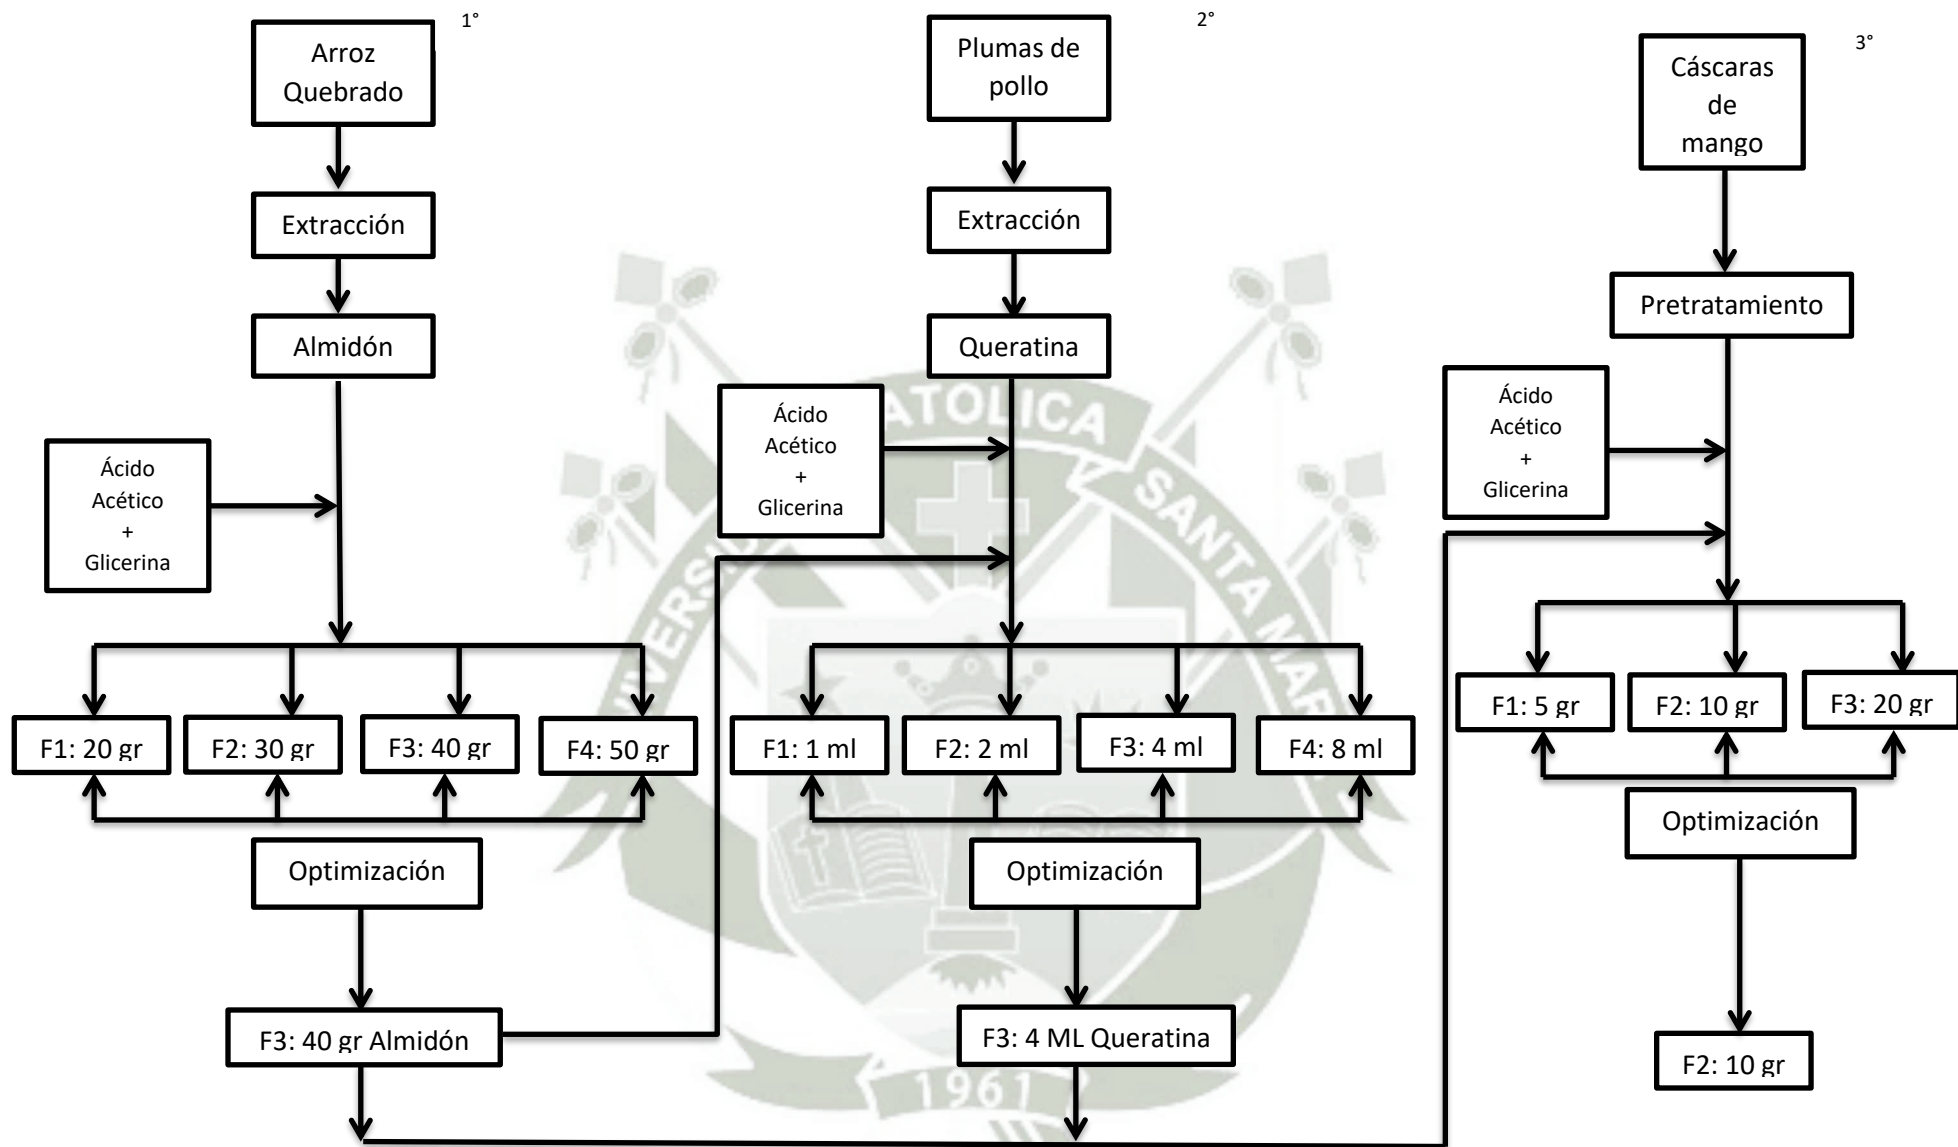 1°
Arroz
Quebrado
Extracción
Almidón
Ácido
Acético
+
Glicerina
F1: 20 gr
F2: 30 gr
F3: 40 gr
F4: 50 gr
Optimización
F3: 40 gr Almidón
2°
Plumas de
pollo
Extracción
Queratina
Ácido
Acético
+
Glicerina
F1: 1 ml
F2: 2 ml
F3: 4 ml
F4: 8 ml
Optimización
F3: 4 ML Queratina
3°
Cáscaras
de
mango
Pretratamiento
Ácido
Acético
+
Glicerina
F1: 5 gr
F2: 10 gr
F3: 20 gr
Optimización
F2: 10 gr
SANTA
1961